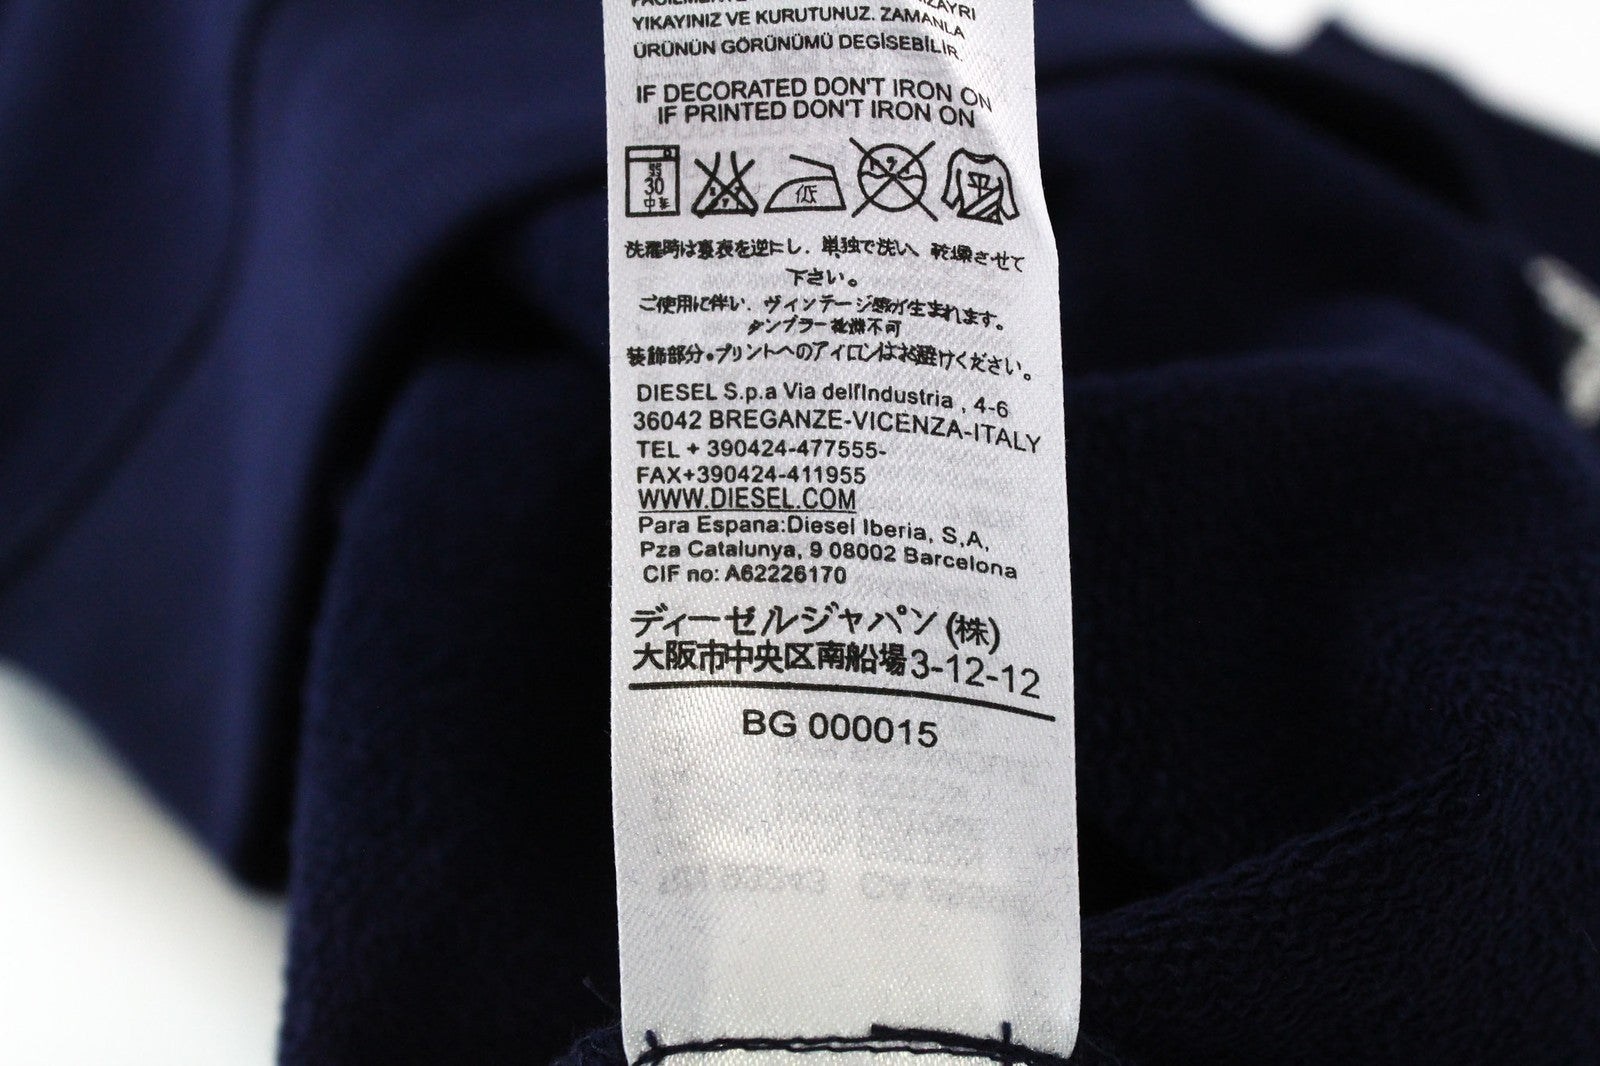 YIKAYINIZ VE KURUTUNUZ. ZAMANLA
ÜRÜNÜN GÖRÜNÜMÜ DEGİSEBİLİR.
IF DECORATED DON'T IRON ON
IF PRINTED DON'T IRON ON
30
中
低
平
洗濯時は裏表を逆にし、単独で洗い、乾燥させて
下さい。
ご使用に伴い、ヴィンテージ感が生まれます。
タンブラー乾燥不可
装飾部分・プリントへのアイロンはお避けください。
DIESEL S.p.a Via dell'Industria , 4-6
36042 BREGANZE-VICENZA-ITALY
TEL + 390424-477555-
FAX+390424-411955
WWW.DIESEL.COM
Para Espana:Diesel Iberia, S,A,
Pza Catalunya, 9 08002 Barcelona
CIF no: A62226170
ディーゼルジャパン(株)
大阪市中央区南船場3-12-12
BG 000015